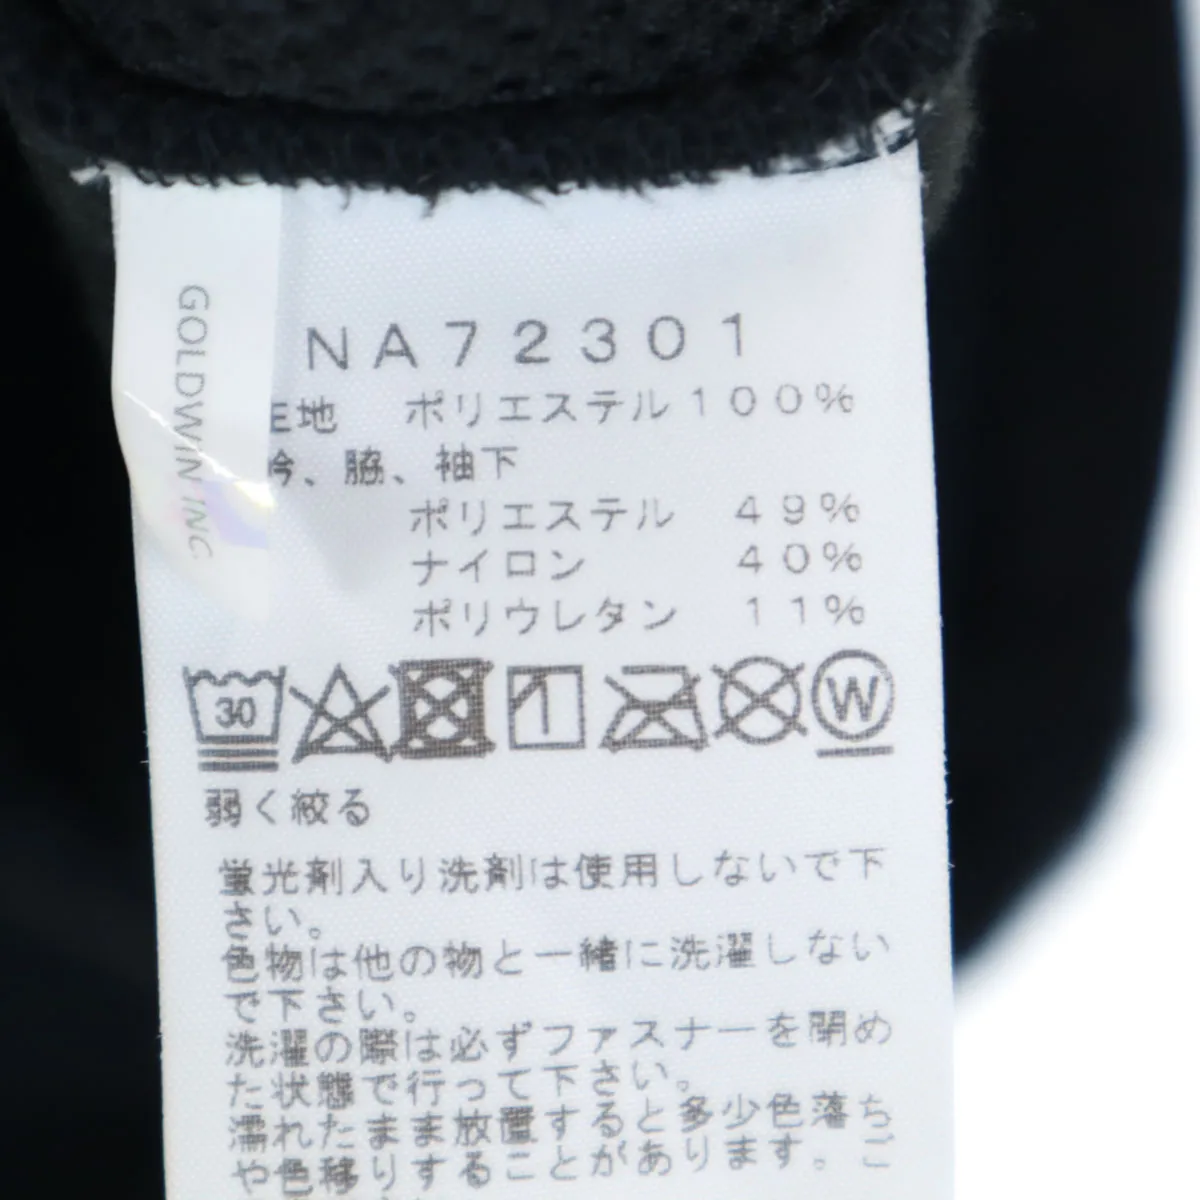 GOLDWIN INC
NA72301
生地 ポリエステル100%
衿、脇、袖下
ポリエステル 49%
ナイロン 40%
ポリウレタン 11%
30
W
弱く絞る
蛍光剤入り洗剤は使用しないで下
さい。
色物は他の物と一緒に洗濯しない
で下さい。
洗濯の際は必ずファスナーを閉め
た状態で行って下さい。
濡れたまま放置すると多少色落ち
や色移りすることがあります。ご